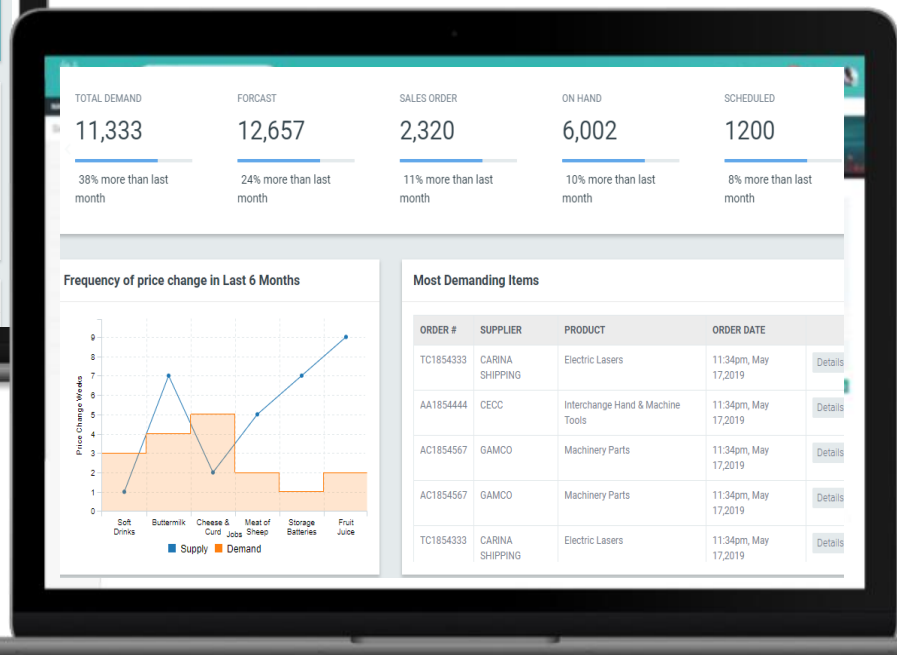 TOTAL DEMAND
11,333
38% more than last
month
FORCAST
12,657
24% more than last
month
SALES ORDER
2,320
11% more than last
month
ON HAND
6,002
10% more than last
month
SCHEDULED
1200
8% more than last
month
Frequency of price change in Last 6 Months
Price Change Weeks
9
8
7
6
5
4
3
2
1
0
Soft
Drinks
Buttermilk
Cheese &
Curd
Meat of
Sheep
Storage
Batteries
Fruit
Juice
Jobs
Supply Demand
Most Demanding Items
ORDER # SUPPLIER PRODUCT ORDER DATE
TC1854333 CARINA Electric Lasers 11:34pm, May Details
SHIPPING 17,2019
AA1854444 CECC Interchange Hand & Machine 11:34pm, May Details
Tools 17,2019
AC1854567 GAMCO Machinery Parts 11:34pm, May Details
17,2019
AC1854567 GAMCO Machinery Parts 11:34pm, May Details
17,2019
TC1854333 CARINA Electric Lasers 11:34pm, May Details
SHIPPING 17,2019